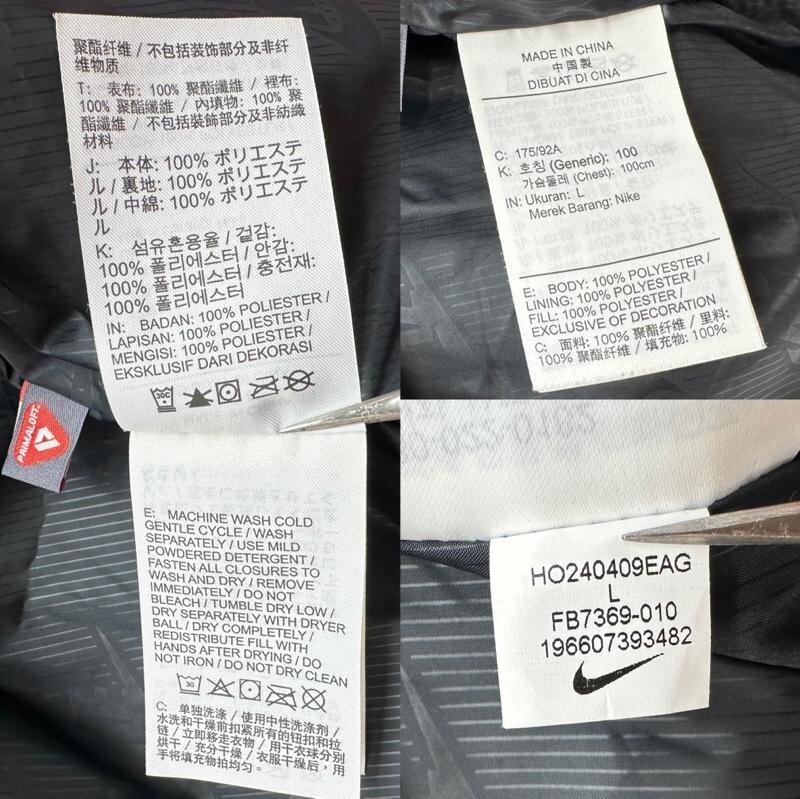 聚酯纤维 / 不包括装饰部分及非纤
维物质
T: 表布: 100% 聚酯纖維 / 裡布:
100% 聚酯纖維 / 內填物: 100% 聚
酯纖維 / 不包括裝飾部分及非紡織
材料
J: 本体: 100% ポリエステ
ル / 裏地: 100% ポリエステ
ル / 中綿: 100% ポリエステ
ル
K: 섬유혼용율 / 겉감:
100% 폴리에스터 / 안감:
100% 폴리에스터 / 충전재:
100% 폴리에스터
IN: BADAN: 100% POLIESTER /
LAPISAN: 100% POLIESTER /
MENGISI: 100% POLIESTER /
EKSKLUSIF DARI DEKORASI
30C
PRIMALOFT
E: MACHINE WASH COLD
GENTLE CYCLE / WASH
SEPARATELY / USE MILD
POWDERED DETERGENT /
FASTEN ALL CLOSURES TO
WASH AND DRY / REMOVE
IMMEDIATELY / DO NOT
BLEACH / TUMBLE DRY LOW /
DRY SEPARATELY WITH DRYER
BALL / DRY COMPLETELY /
REDISTRIBUTE FILL WITH
HANDS AFTER DRYING / DO
NOT IRON / DO NOT DRY CLEAN
30
C: 单独洗涤 / 使用中性洗涤剂 /
水洗和干燥前扣紧所有的钮扣和拉
链 / 立即移走衣物 / 用干衣球分别
烘干 / 充分干燥 / 衣服干燥后，用
手将填充物拍均匀。
MADE IN CHINA
中国製
DIBUAT DI CINA
C: 175/92A
K: 호칭 (Generic): 100
가슴둘레 (Chest): 100cm
IN: Ukuran: L
Merek Barang: Nike
E: BODY: 100% POLYESTER /
LINING: 100% POLYESTER /
FILL: 100% POLYESTER /
EXCLUSIVE OF DECORATION
C: 面料: 100% 聚酯纤维 / 里料:
100% 聚酯纤维 / 填充物: 100%
HO240409EAG
L
FB7369-010
196607393482